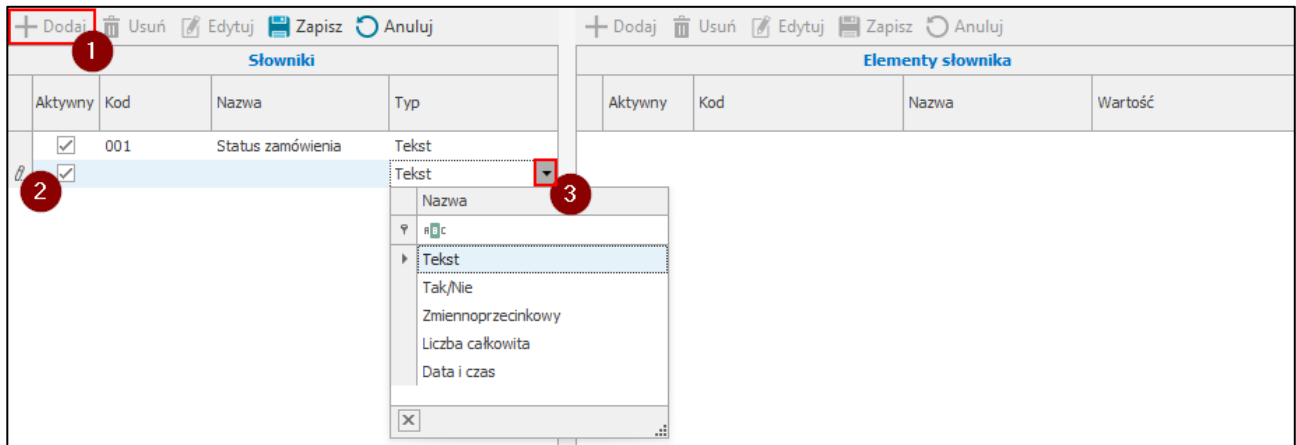 Dodaj Usuń Edytuj Zapisz Anuluj
1
Słowniki
Aktywny Kod Nazwa Typ
001 Status zamówienia Tekst
2
Tekst
3
Nazwa
ABC
Tekst
Tak/Nie
Zmiennoprzecinkowy
Liczba całkowita
Data i czas
Dodaj Usuń Edytuj Zapisz Anuluj
Elementy słownika
Aktywny Kod Nazwa Wartość